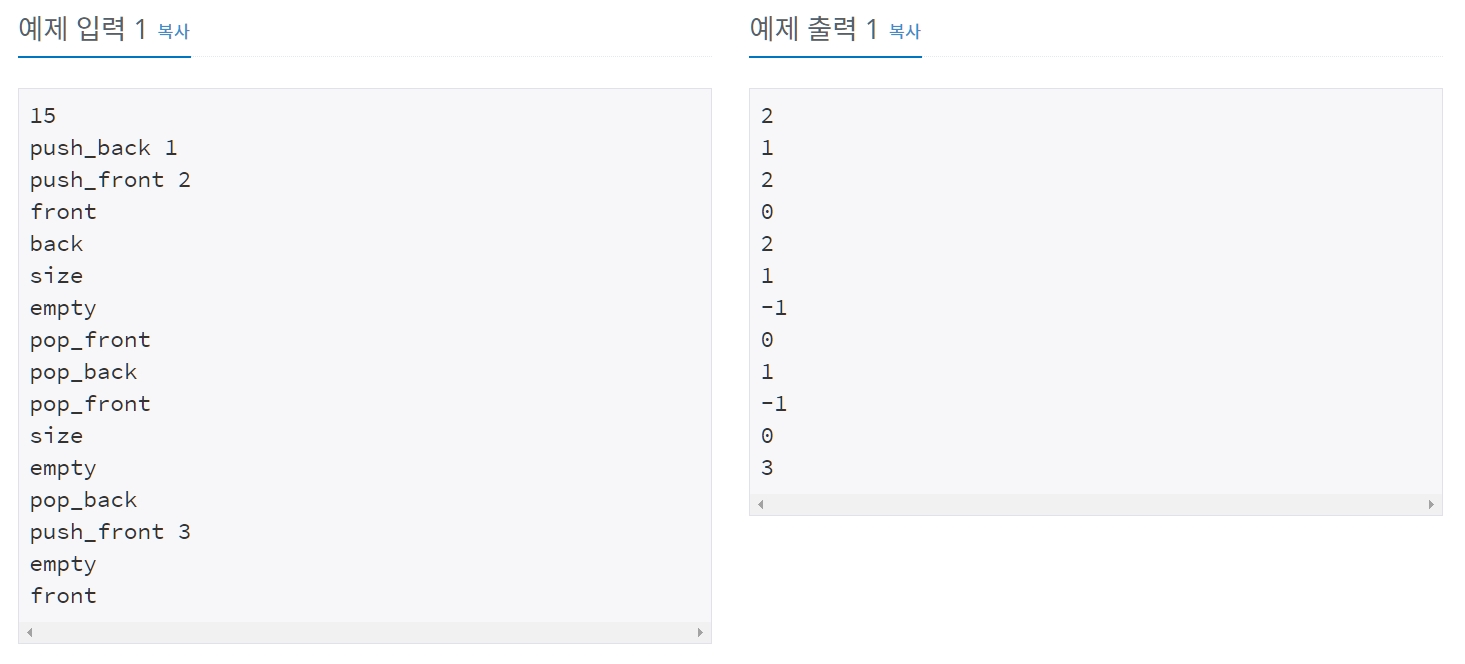 예제 입력 1 복사
15
push_back 1
push_front 2
front
back
size
empty
pop_front
pop_back
pop_front
size
empty
pop_back
push_front 3
empty
front
예제 출력 1 복사
2
1
2
0
2
1
-1
0
1
-1
0
3